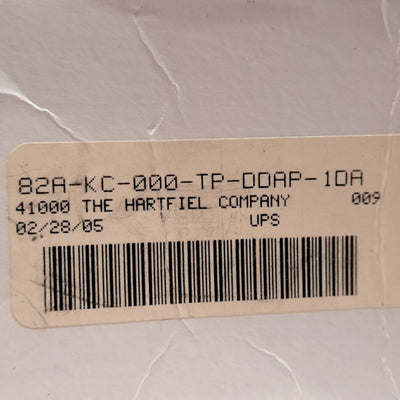 82A-KC-000-TP-DDAP-1DA
41000 THE HARTFIEL COMPANY 009
02/28/05 UPS